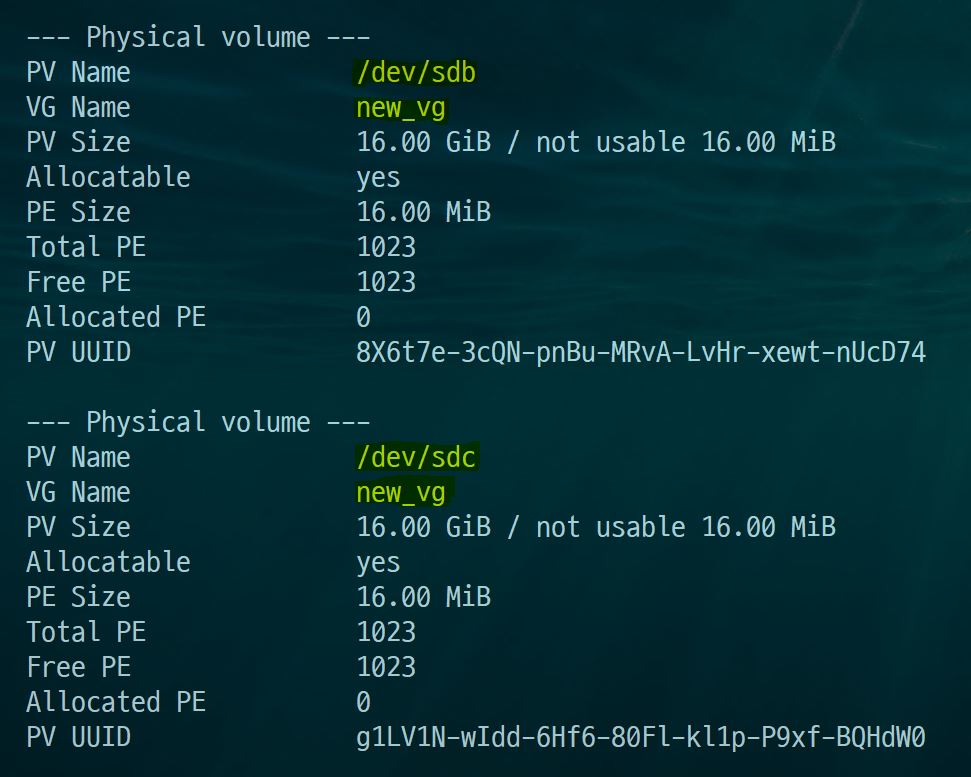 --- Physical volume ---
PV Name /dev/sdb
VG Name new_vg
PV Size 16.00 GiB / not usable 16.00 MiB
Allocatable yes
PE Size 16.00 MiB
Total PE 1023
Free PE 1023
Allocated PE 0
PV UUID 8X6t7e-3cQN-pnBu-MRvA-LvHr-xewt-nUcD74
--- Physical volume ---
PV Name /dev/sdc
VG Name new_vg
PV Size 16.00 GiB / not usable 16.00 MiB
Allocatable yes
PE Size 16.00 MiB
Total PE 1023
Free PE 1023
Allocated PE 0
PV UUID g1LV1N-wIdd-6Hf6-80Fl-kl1p-P9xf-BQHdW0